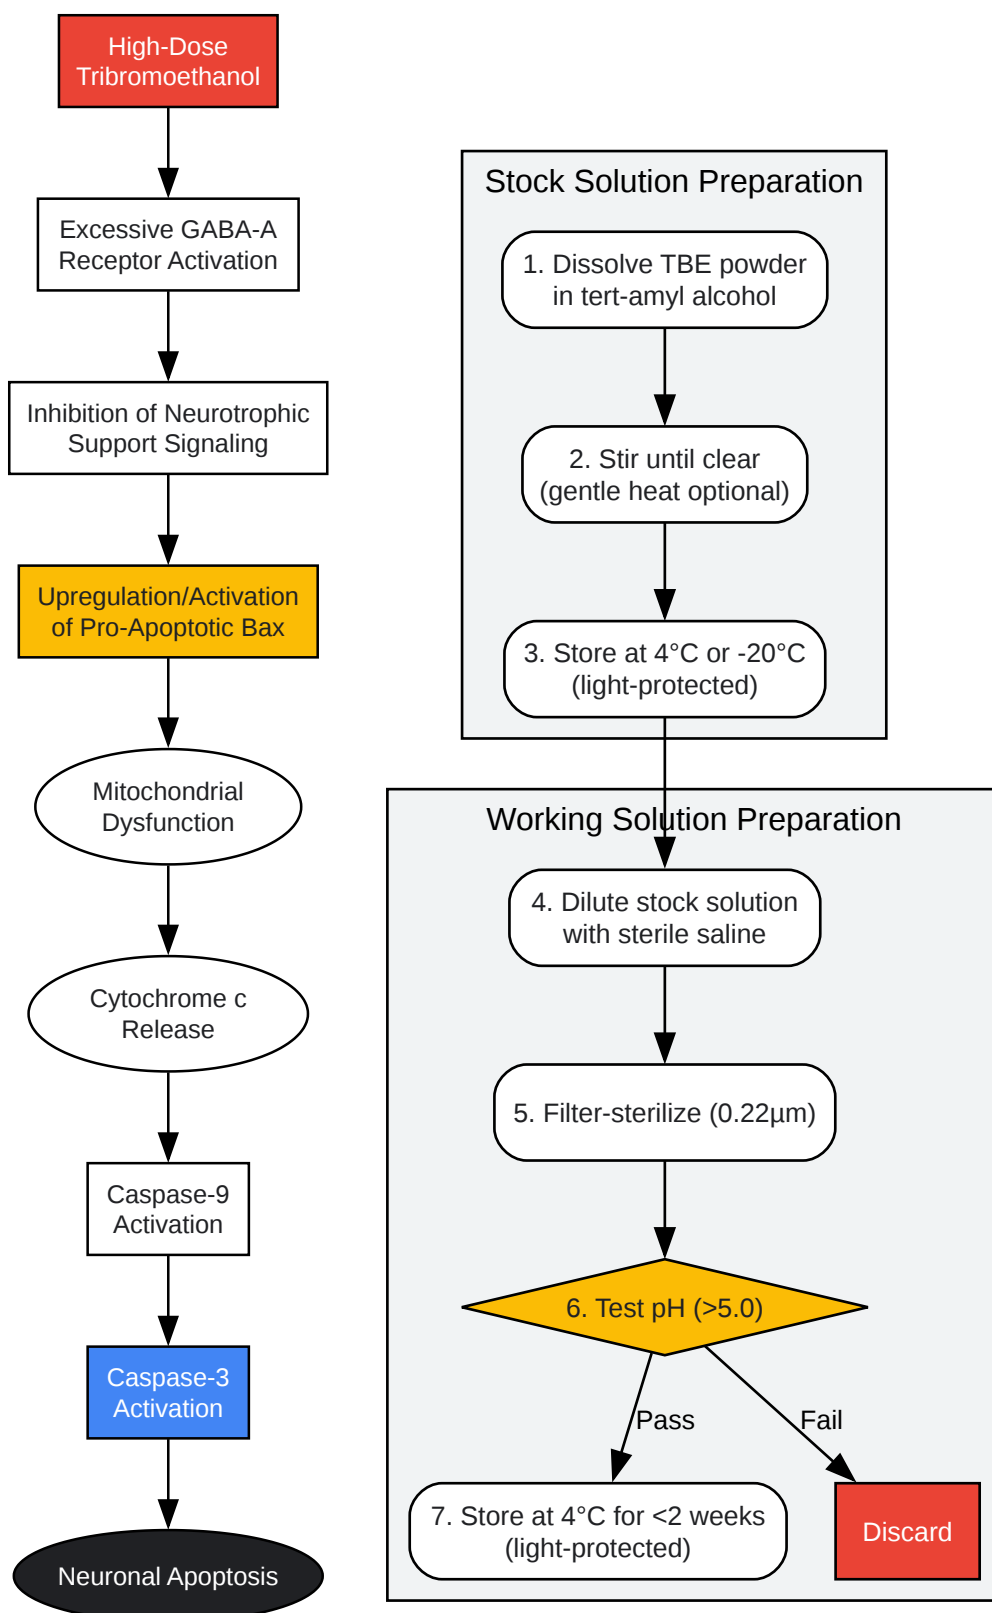 High-Dose
Tribromoethanol
Excessive GABA-A
Receptor Activation
Inhibition of Neurotrophic
Support Signaling
Upregulation/Activation
of Pro-Apoptotic Bax
Mitochondrial
Dysfunction
Cytochrome c
Release
Caspase-9
Activation
Caspase-3
Activation
Neuronal Apoptosis
Stock Solution Preparation
1. Dissolve TBE powder
in tert-amyl alcohol
2. Stir until clear
(gentle heat optional)
3. Store at 4°C or -20°C
(light-protected)
Working Solution Preparation
4. Dilute stock solution
with sterile saline
5. Filter-sterilize (0.22µm)
6. Test pH (>5.0)
Pass
Fail
7. Store at 4°C for <2 weeks
(light-protected)
Discard